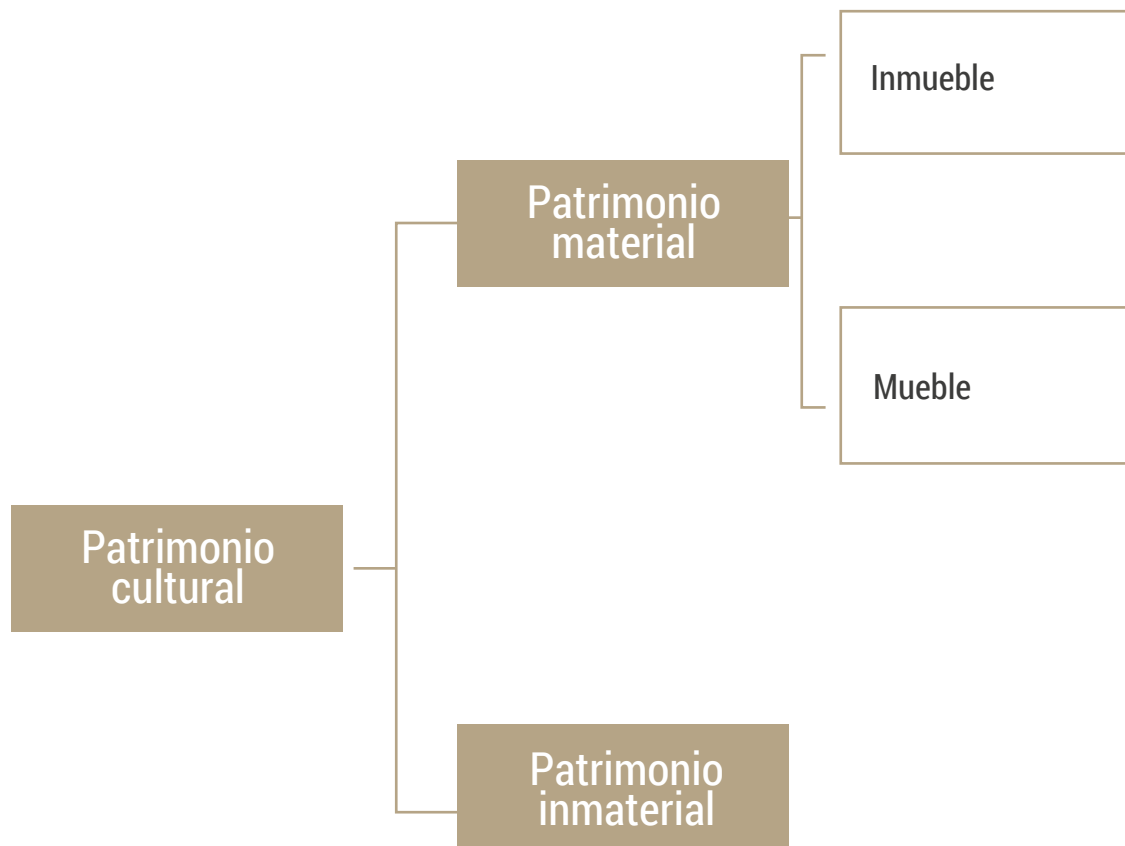 Inmueble
Patrimonio
material
Mueble
Patrimonio
cultural
Patrimonio
inmaterial